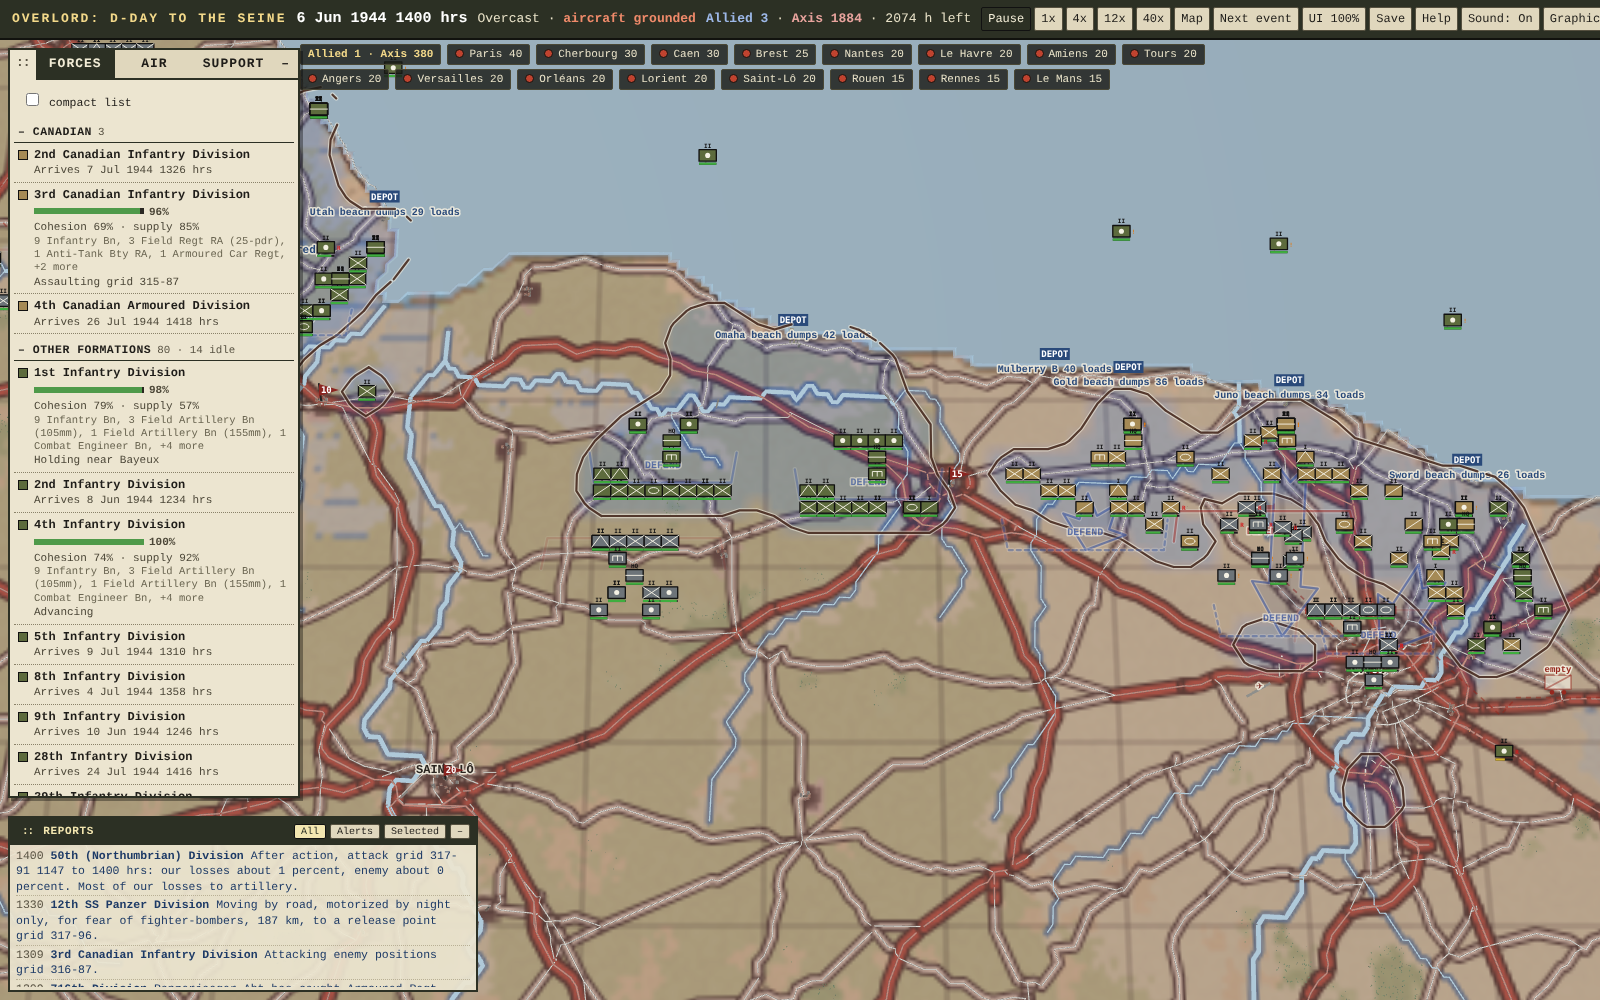 OVERLORD: D-DAY TO THE SEINE 6 Jun 1944 1400 hrs Overcast · aircraft grounded Allied 3 · Axis 1884 · 2074 h left Pause 1x 4x 12x 40x Map Next event UI 100% Save Help Sound: On Graphic
Allied 1 · Axis 380 Paris 40 Cherbourg 30 Caen 30 Brest 25 Nantes 20 Le Havre 20 Amiens 20 Tours 20
Angers 20 Versailles 20 Orléans 20 Lorient 20 Saint-Lô 20 Rouen 15 Rennes 15 Le Mans 15
:: FORCES AIR SUPPORT –
compact list
– CANADIAN 3
2nd Canadian Infantry Division
Arrives 7 Jul 1944 1326 hrs
3rd Canadian Infantry Division
96%
Cohesion 69% · supply 85%
9 Infantry Bn, 3 Field Regt RA (25-pdr),
1 Anti-Tank Bty RA, 1 Armoured Car Regt,
+2 more
Assaulting grid 315-87
4th Canadian Armoured Division
Arrives 26 Jul 1944 1418 hrs
– OTHER FORMATIONS 80 · 14 idle
1st Infantry Division
98%
Cohesion 79% · supply 57%
9 Infantry Bn, 3 Field Artillery Bn
(105mm), 1 Field Artillery Bn (155mm), 1
Combat Engineer Bn, +4 more
Holding near Bayeux
2nd Infantry Division
Arrives 8 Jun 1944 1234 hrs
4th Infantry Division
100%
Cohesion 74% · supply 92%
9 Infantry Bn, 3 Field Artillery Bn
(105mm), 1 Field Artillery Bn (155mm), 1
Combat Engineer Bn, +4 more
Advancing
5th Infantry Division
Arrives 9 Jul 1944 1310 hrs
8th Infantry Division
Arrives 4 Jul 1944 1358 hrs
9th Infantry Division
Arrives 10 Jun 1944 1246 hrs
28th Infantry Division
Arrives 24 Jul 1944 1416 hrs
29th Infantry Division
:: REPORTS All Alerts Selected –
1400 50th (Northumbrian) Division After action, attack grid 317-
91 1147 to 1400 hrs: our losses about 1 percent, enemy about 0
percent. Most of our losses to artillery.
1330 12th SS Panzer Division Moving by road, motorized by night
only, for fear of fighter-bombers, 187 km, to a release point
grid 317-96.
1309 3rd Canadian Infantry Division Attacking enemy positions
grid 316-87.
DEPOT
Utah beach dumps 29 loads
DEPOT
Omaha beach dumps 42 loads
DEPOT
Mulberry B 40 loads
DEPOT
Gold beach dumps 36 loads
DEPOT
Juno beach dumps 34 loads
DEPOT
Sword beach dumps 26 loads
10
15
DEFEND
DEFEND
empty
SAINT-LÔ
20